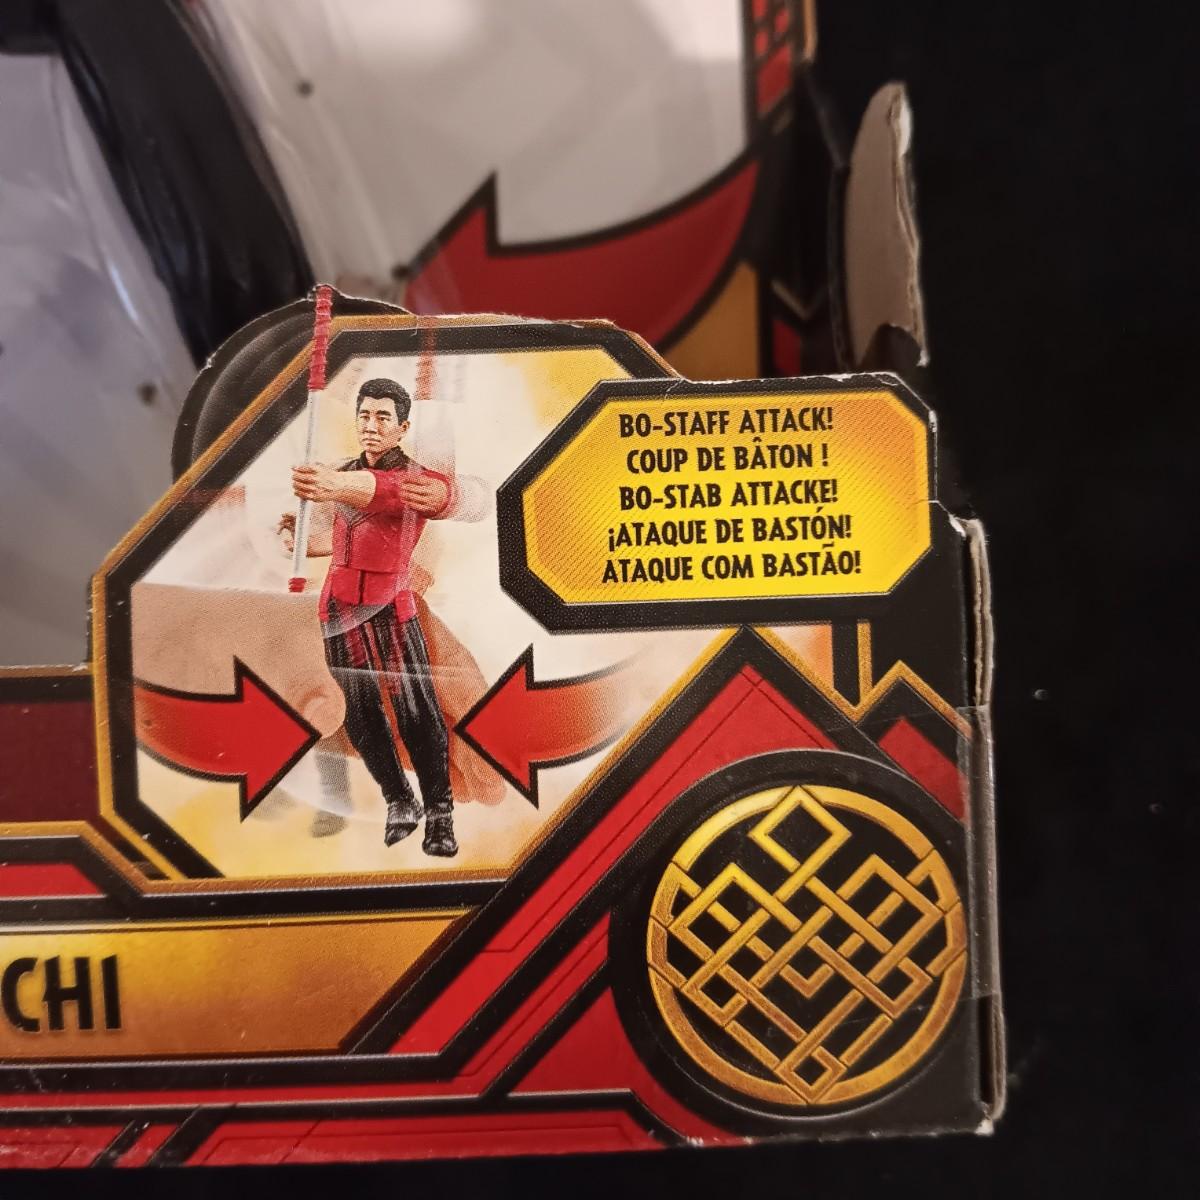 BO-STAFF ATTACK!
COUP DE BÂTON !
BO-STAB ATTACKE!
¡ATAQUE DE BASTÓN!
ATAQUE COM BASTÃO!
CHI